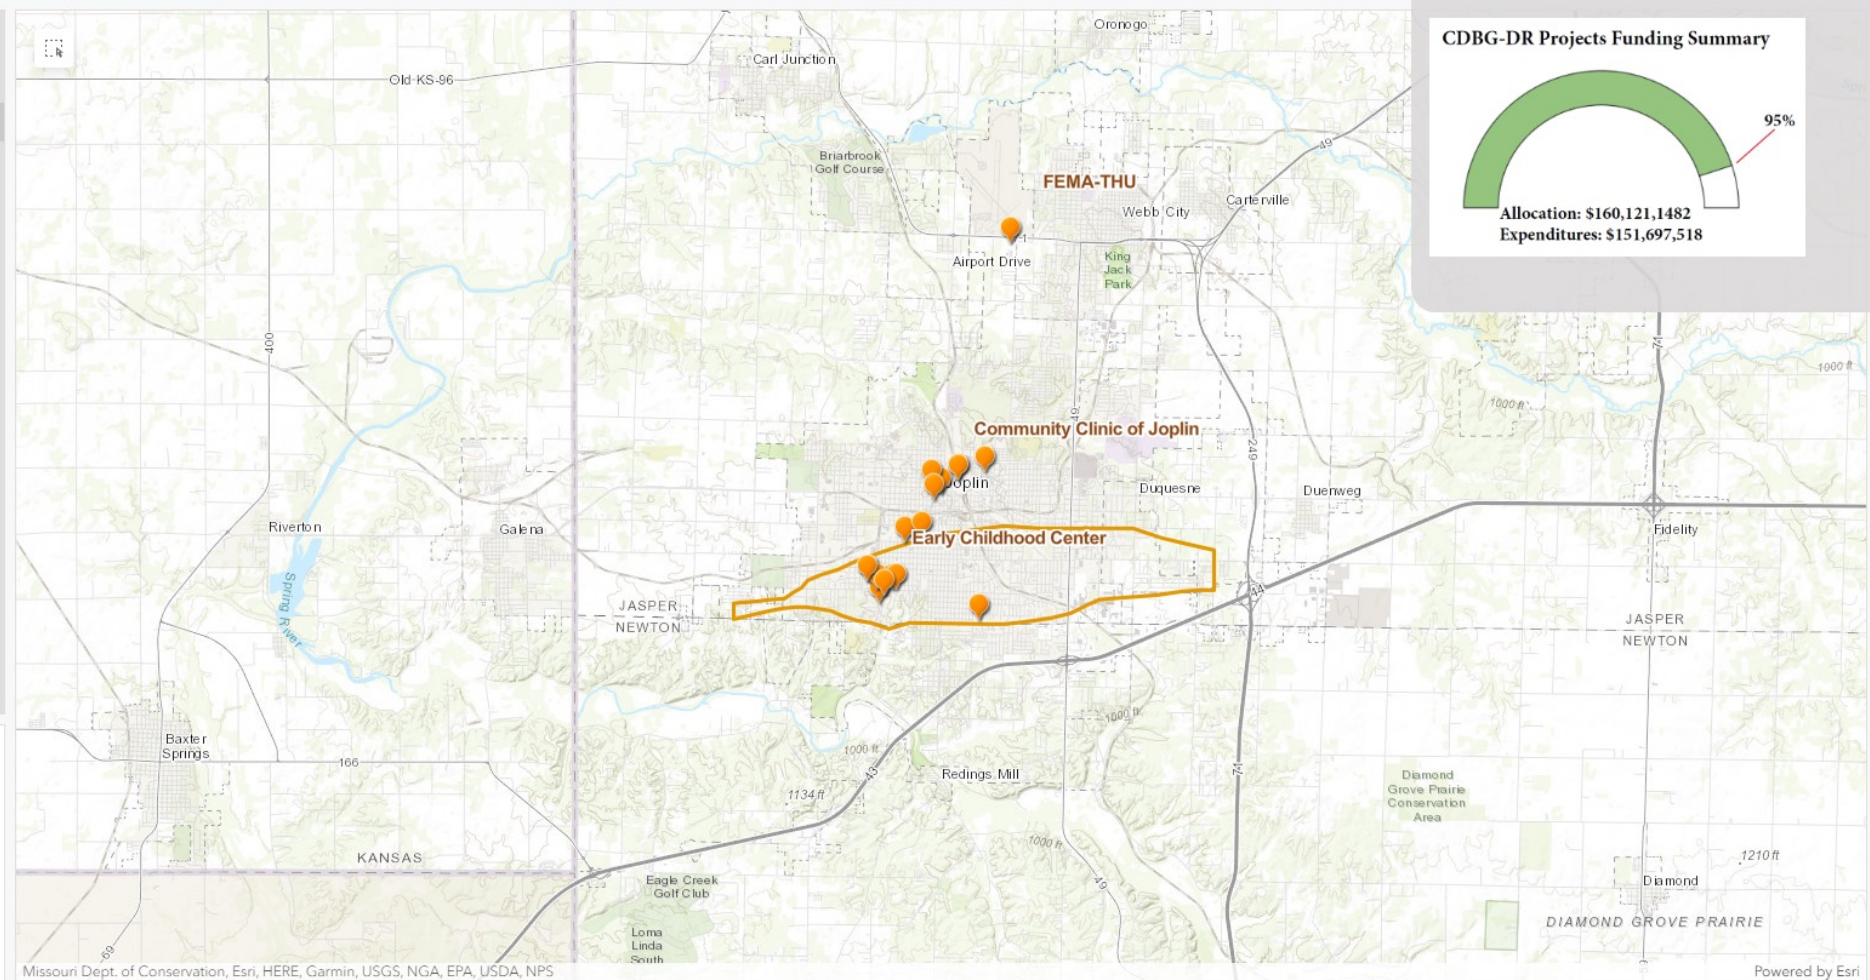 Oronogo
Carl Junction
Old KS-96
CDBG-DR Projects Funding Summary
95%
Allocation: $160,121,1482
Expenditures: $151,697,518
49
Briarbrook
Golf Course
FEMA-THU
Webb City
Carterville
Airport Drive
King
Jack
Park
400
71
1000 ft
1000 ft
49
Community Clinic of Joplin
249
Joplin
Duquesne
Duenweg
Riverton
Galena
Fidelity
Early Childhood Center
Spring River
44
JASPER
NEWTON
JASPER
NEWTON
1000 ft
Baxter
Springs
166
1000 ft
43
Redings Mill
71
1134 ft
Diamond
Grove Prairie
Conservation
Area
1000 ft
KANSAS
1210 ft
Eagle Creek
Golf Club
49
Diamond
DIAMOND GROVE PRAIRIE
Loma
Linda
South
69
Missouri Dept. of Conservation, Esri, HERE, Garmin, USGS, NGA, EPA, USDA, NPS
Powered by Esri